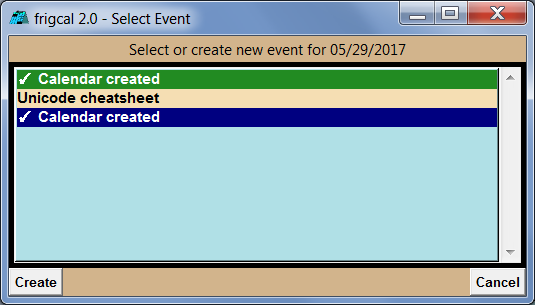 frigcal 2.0 - Select Event
Select or create new event for 05/29/2017
✓ Calendar created
Unicode cheatsheet
✓ Calendar created
Create
Cancel